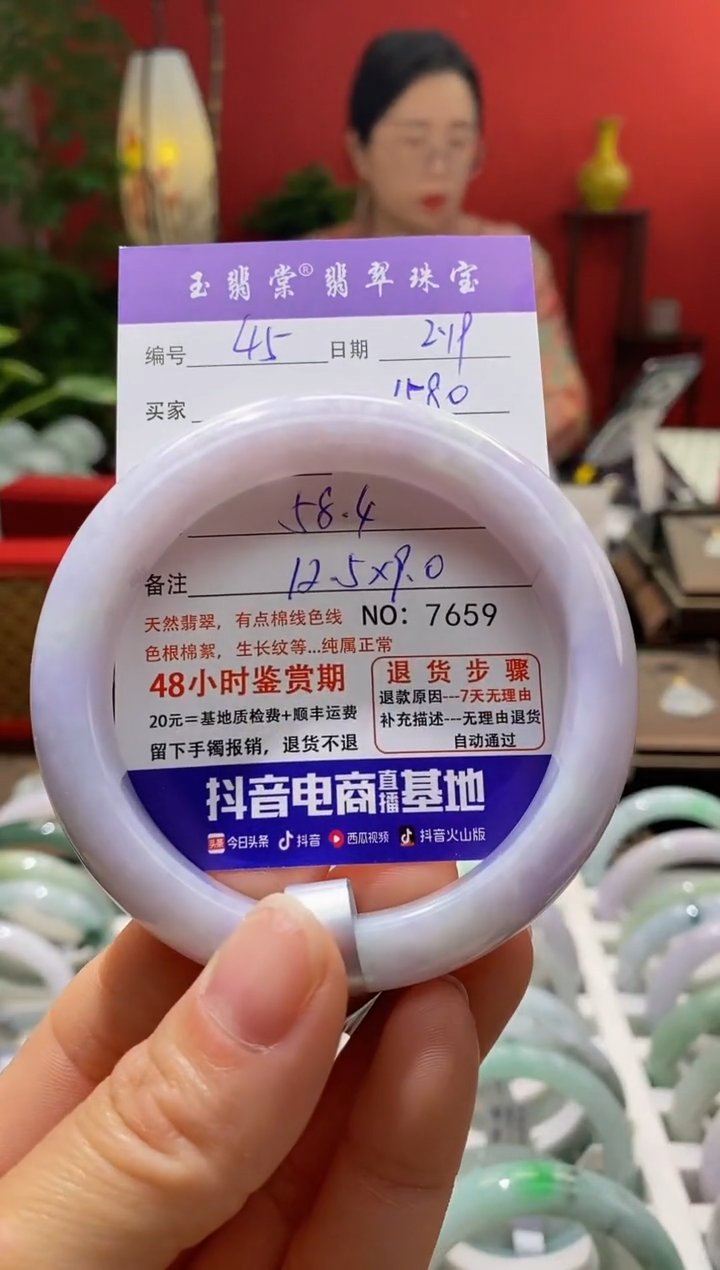 玉翡棠®翡翠珠宝
编号 45 日期 2.19
买家 1580
58.4
备注 12.5×9.0
天然翡翠，有点棉线色线 NO：7659
色根棉絮，生长纹等...纯属正常
48小时鉴赏期
20元＝基地质检费+顺丰运费
留下手镯报销，退货不退
退货步骤
退款原因---7天无理由
补充描述---无理由退货
自动通过
抖音电商直播基地
头条 今日头条 抖音 西瓜视频 抖音火山版